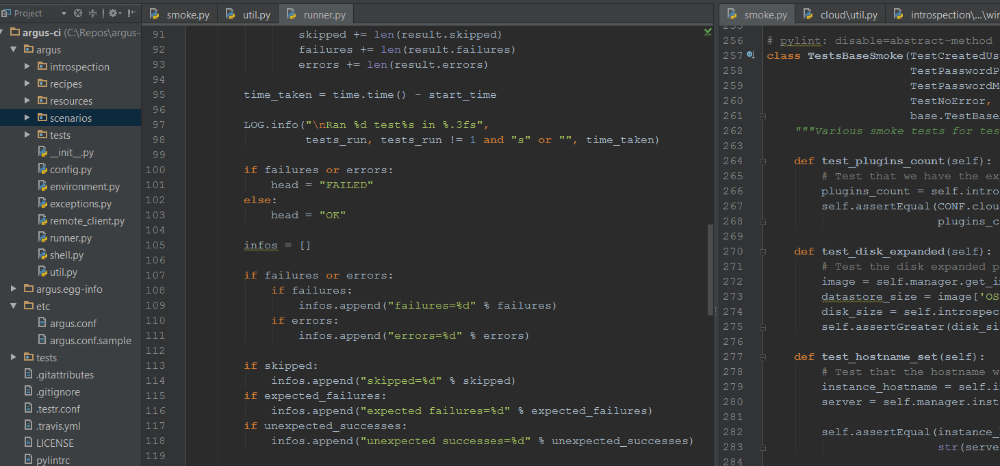 Project
argus-ci (C:\Repos\argus-
argus
introspection
recipes
resources
scenarios
tests
__init__.py
config.py
environment.py
exceptions.py
remote_client.py
runner.py
shell.py
util.py
argus.egg-info
etc
argus.conf
argus.conf.sample
tests
.gitattributes
.gitignore
.testr.conf
.travis.yml
LICENSE
pylintrc
smoke.py util.py runner.py
91 skipped += len(result.skipped)
92 failures += len(result.failures)
93 errors += len(result.errors)
94
95 time_taken = time.time() - start_time
96
97 LOG.info("\nRan %d test%s in %.3fs",
98 tests_run, tests_run != 1 and "s" or "", time_taken)
99
100 if failures or errors:
101 head = "FAILED"
102 else:
103 head = "OK"
104
105 infos = []
106
107 if failures or errors:
108 if failures:
109 infos.append("failures=%d" % failures)
110 if errors:
111 infos.append("errors=%d" % errors)
112
113 if skipped:
114 infos.append("skipped=%d" % skipped)
115 if expected_failures:
116 infos.append("expected failures=%d" % expected_failures)
117 if unexpected_successes:
118 infos.append("unexpected successes=%d" % unexpected_successes)
119
smoke.py cloud\util.py introspection\...\wir
255
256 # pylint: disable=abstract-method
257 class TestsBaseSmoke(TestCreatedUs
258 TestPasswordP
259 TestPasswordM
260 TestNoError,
261 base.TestBase
262 """Various smoke tests for tes
263
264 def test_plugins_count(self):
265 # Test that we have the ex
266 plugins_count = self.intro
267 self.assertEqual(CONF.clou
268 plugins_c
269
270 def test_disk_expanded(self):
271 # Test the disk expanded p
272 image = self.manager.get_i
273 datastore_size = image['OS
274 disk_size = self.introspec
275 self.assertGreater(disk_si
276
277 def test_hostname_set(self):
278 # Test that the hostname w
279 instance_hostname = self.i
280 server = self.manager.inst
281
282 self.assertEqual(instance_
283 str(serve
284